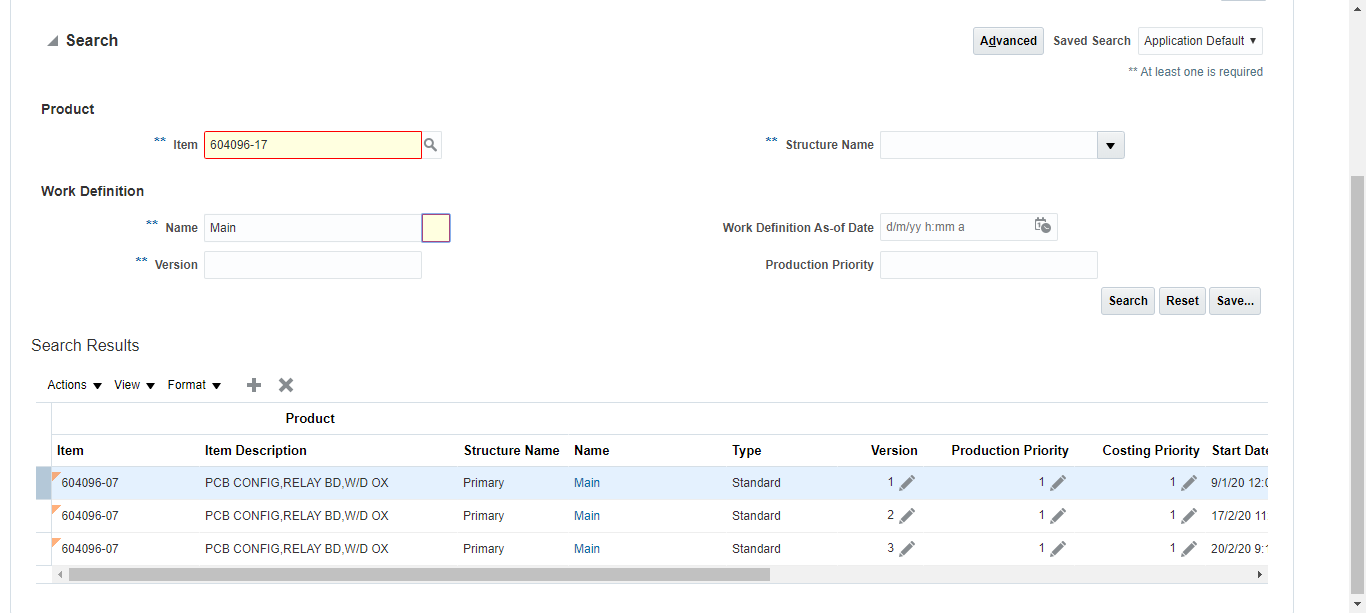 Search
Advanced Saved Search Application Default
** At least one is required
Product
** Item 604096-17
** Structure Name
Work Definition
** Name Main
Work Definition As-of Date d/m/yy h:mm a
** Version
Production Priority
Search Reset Save...
Search Results
Actions View Format
Product
Item Item Description Structure Name Name Type Version Production Priority Costing Priority Start Date
604096-07 PCB CONFIG,RELAY BD,W/D OX Primary Main Standard 1 1 1 9/1/20 12:0
604096-07 PCB CONFIG,RELAY BD,W/D OX Primary Main Standard 2 1 1 17/2/20 11
604096-07 PCB CONFIG,RELAY BD,W/D OX Primary Main Standard 3 1 1 20/2/20 9:1